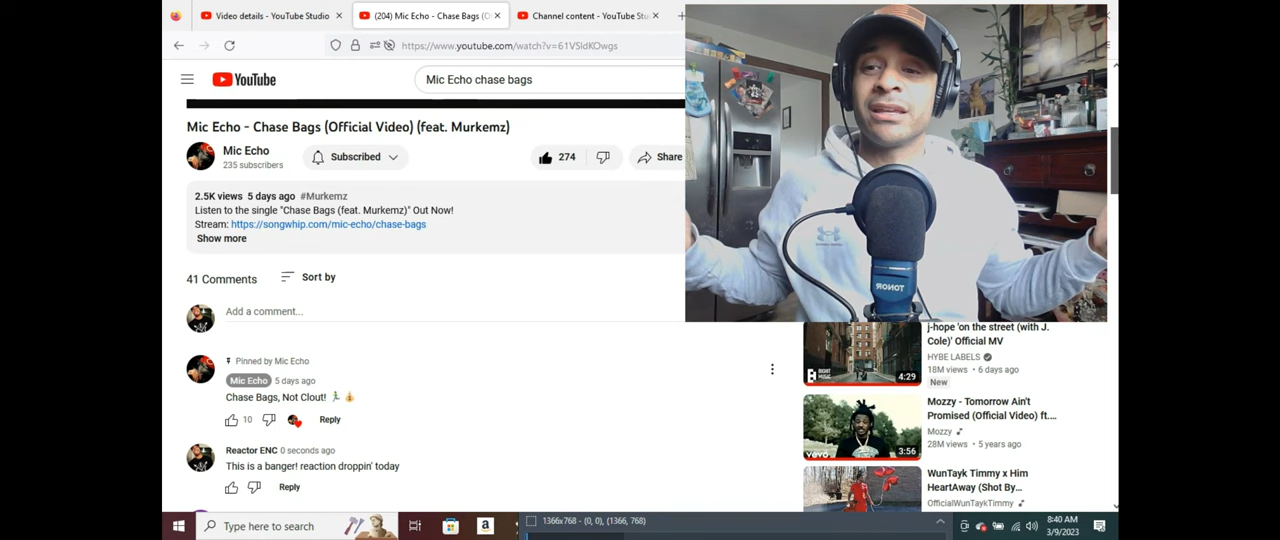 Video details - YouTube Studio
(204) Mic Echo - Chase Bags (O
Channel content - YouTube Stu
https://www.youtube.com/watch?v=61VSldKOwgs
YouTube
Mic Echo chase bags
Mic Echo - Chase Bags (Official Video) (feat. Murkemz)
Mic Echo
235 subscribers
Subscribed
274
Share
2.5K views 5 days ago #Murkemz
Listen to the single "Chase Bags (feat. Murkemz)" Out Now!
Stream: https://songwhip.com/mic-echo/chase-bags
Show more
41 Comments
Sort by
Add a comment...
Pinned by Mic Echo
Mic Echo 5 days ago
Chase Bags, Not Clout!
10
Reply
Reactor ENC 0 seconds ago
This is a banger! reaction droppin' today
Reply
TONOR
UNDER ARMOUR
j-hope 'on the street (with J.
Cole)' Official MV
HYBE LABELS
18M views • 6 days ago
New
BIGHIT
MUSIC
4:29
Mozzy - Tomorrow Ain't
Promised (Official Video) ft....
Mozzy
28M views • 5 years ago
vevo
3:56
WunTayk Timmy x Him
HeartAway (Shot By...
OfficialWunTaykTimmy
Type here to search
1366x768 - (0, 0), (1366, 768)
8:40 AM
3/9/2023